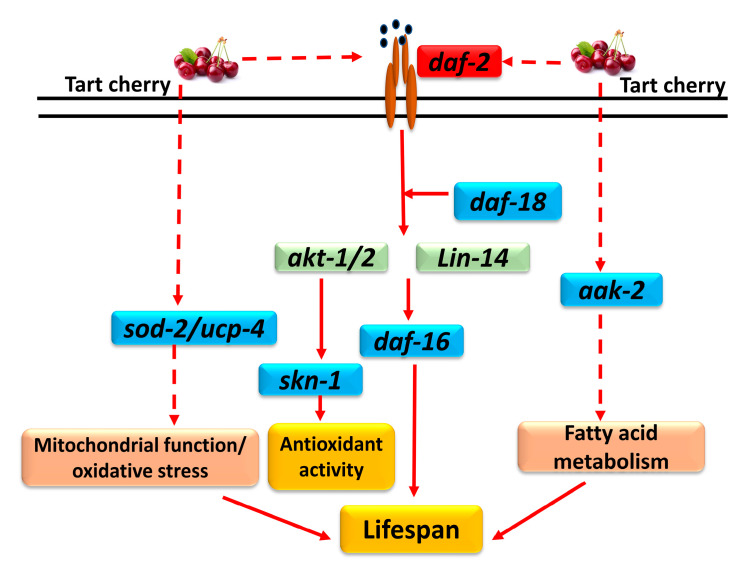 daf-2
Tart cherry
Tart cherry
daf-18
akt-1/2
Lin-14
aak-2
sod-2/ucp-4
daf-16
skn-1
Mitochondrial function/
oxidative stress
Antioxidant
activity
Fatty acid
metabolism
Lifespan